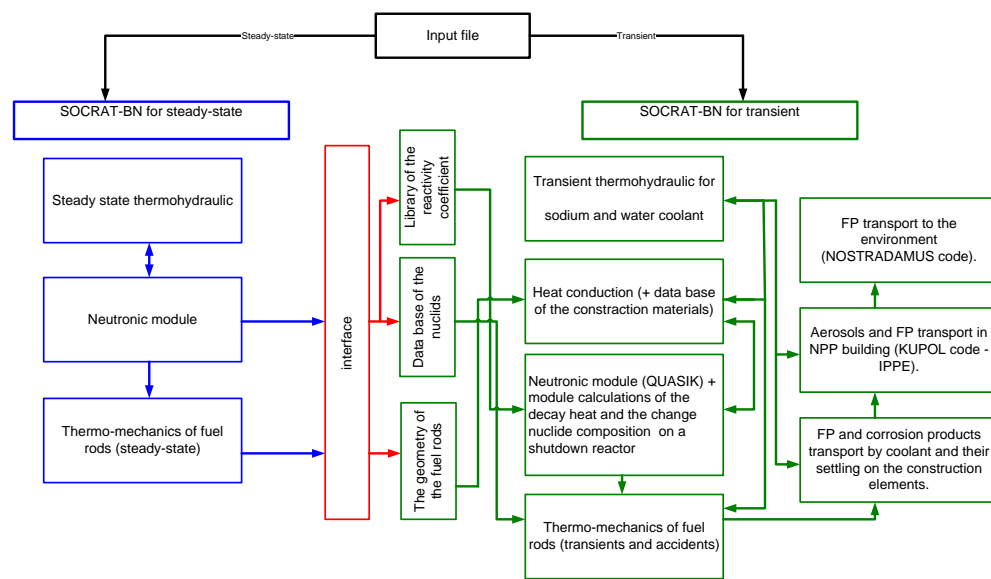 Input file
Steady-state
Transient
SOCRAT-BN for steady-state
SOCRAT-BN for transient
Steady state thermohydraulic
Neutronic module
Thermo-mechanics of fuel
rods (steady-state)
interface
Library of the
reactivity
coefficient
Data base of the
nuclids
The geometry of
the fuel rods
Transient thermohydraulic for
sodium and water coolant
Heat conduction (+ data base
of the constraction materials)
Neutronic module (QUASIK) +
module calculations of the
decay heat and the change
nuclide composition on a
shutdown reactor
Thermo-mechanics of fuel
rods (transients and accidents)
FP transport to the
environment
(NOSTRADAMUS code).
Aerosols and FP transport in
NPP building (KUPOL code -
IPPE).
FP and corrosion products
transport by coolant and their
settling on the construction
elements.